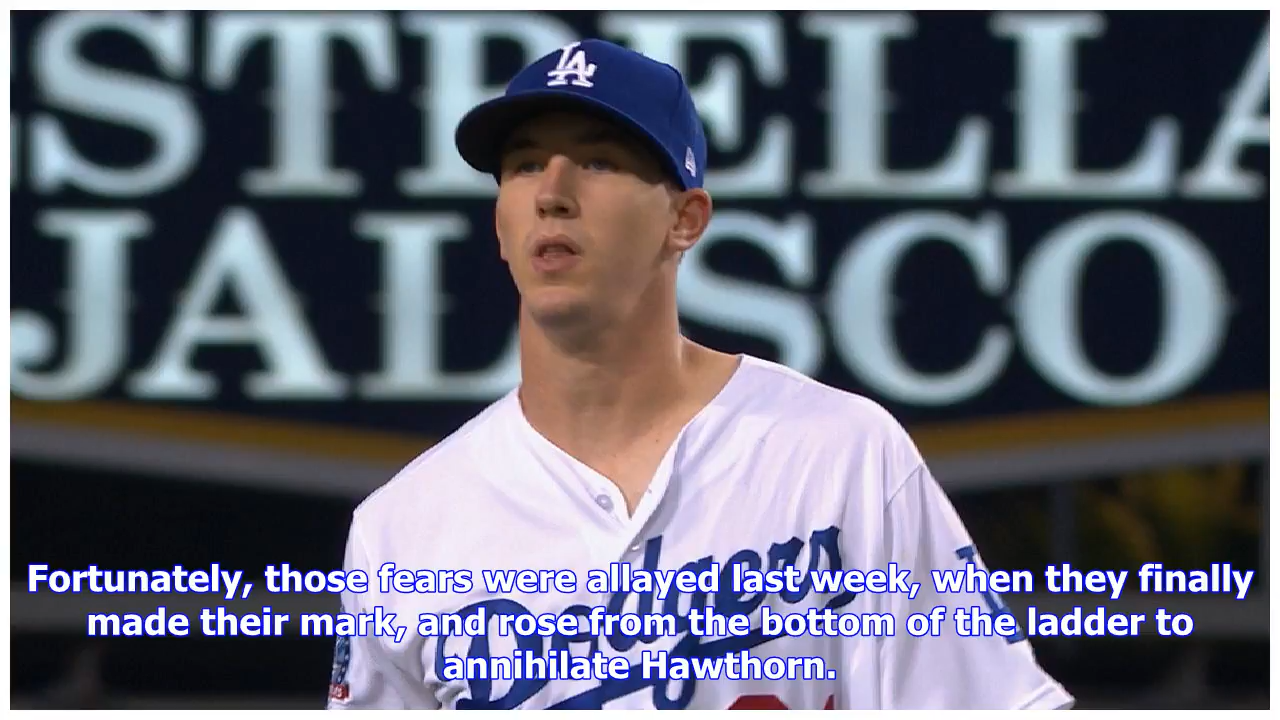 ESTRELLA
JALISCO
LA
Dodgers
Fortunately, those fears were allayed last week, when they finally
made their mark, and rose from the bottom of the ladder to
annihilate Hawthorn.